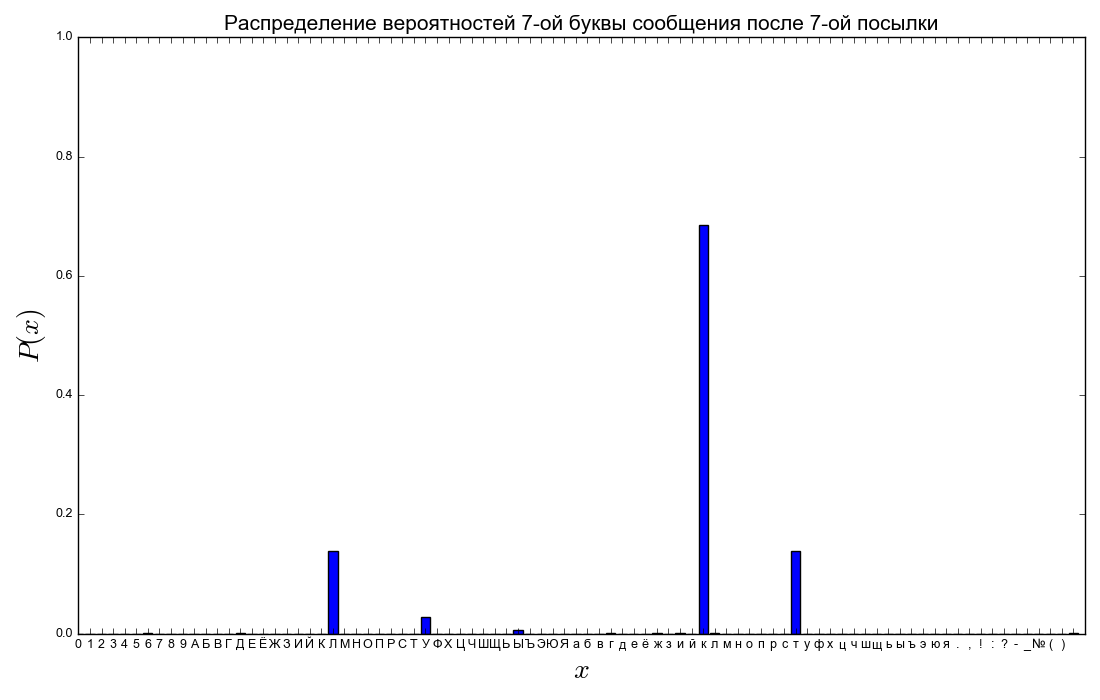 Распределение вероятностей 7-ой буквы сообщения после 7-ой посылки
1.0
0.8
0.6
0.4
0.2
0.0
P(x)
0 1 2 3 4 5 6 7 8 9 А Б В Г Д Е Ё Ж З И Й К Л М Н О П Р С Т У Ф Х Ц Ч Ш Щ Ь Ы Ъ Э Ю Я а б в г д е ё ж з и й к л м н о п р с т у ф х ц ч ш щ ь ы ъ э ю я . , ! : ? - _ № ( )
x